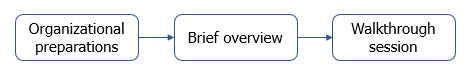 Organizational
preparations
Brief overview
Walkthrough
session